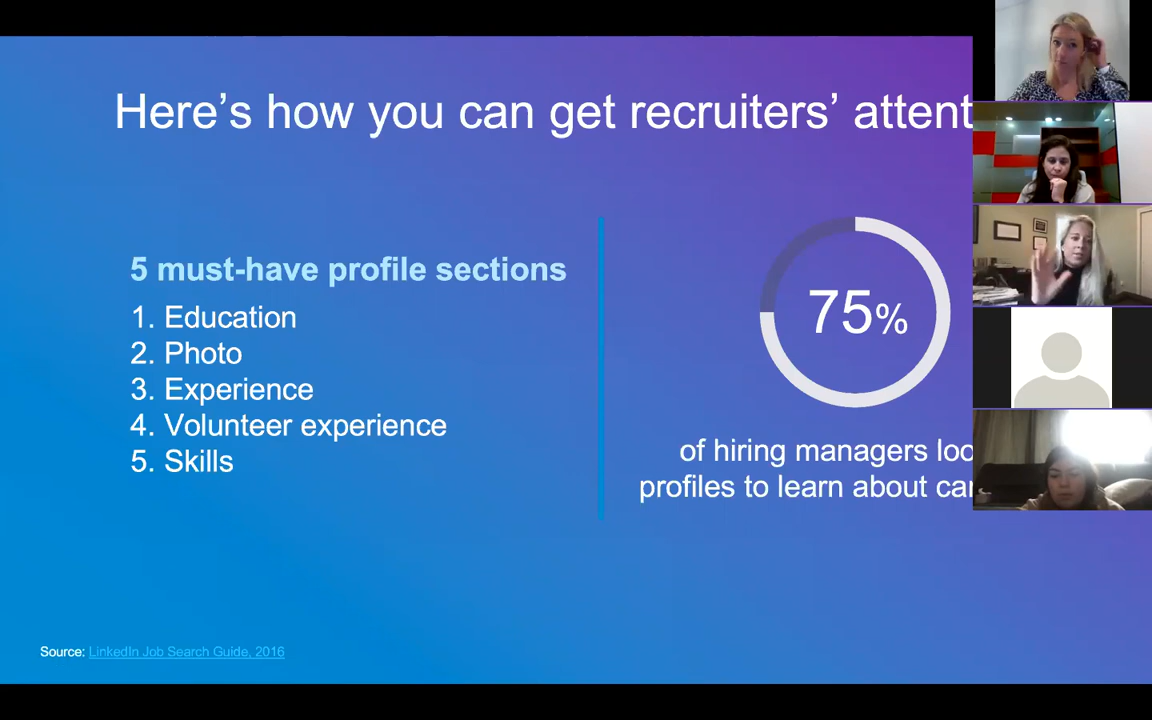 Here’s how you can get recruiters’ attent
5 must-have profile sections
1. Education
2. Photo
3. Experience
4. Volunteer experience
5. Skills
75%
of hiring managers loo
profiles to learn about car
Source: LinkedIn Job Search Guide, 2016